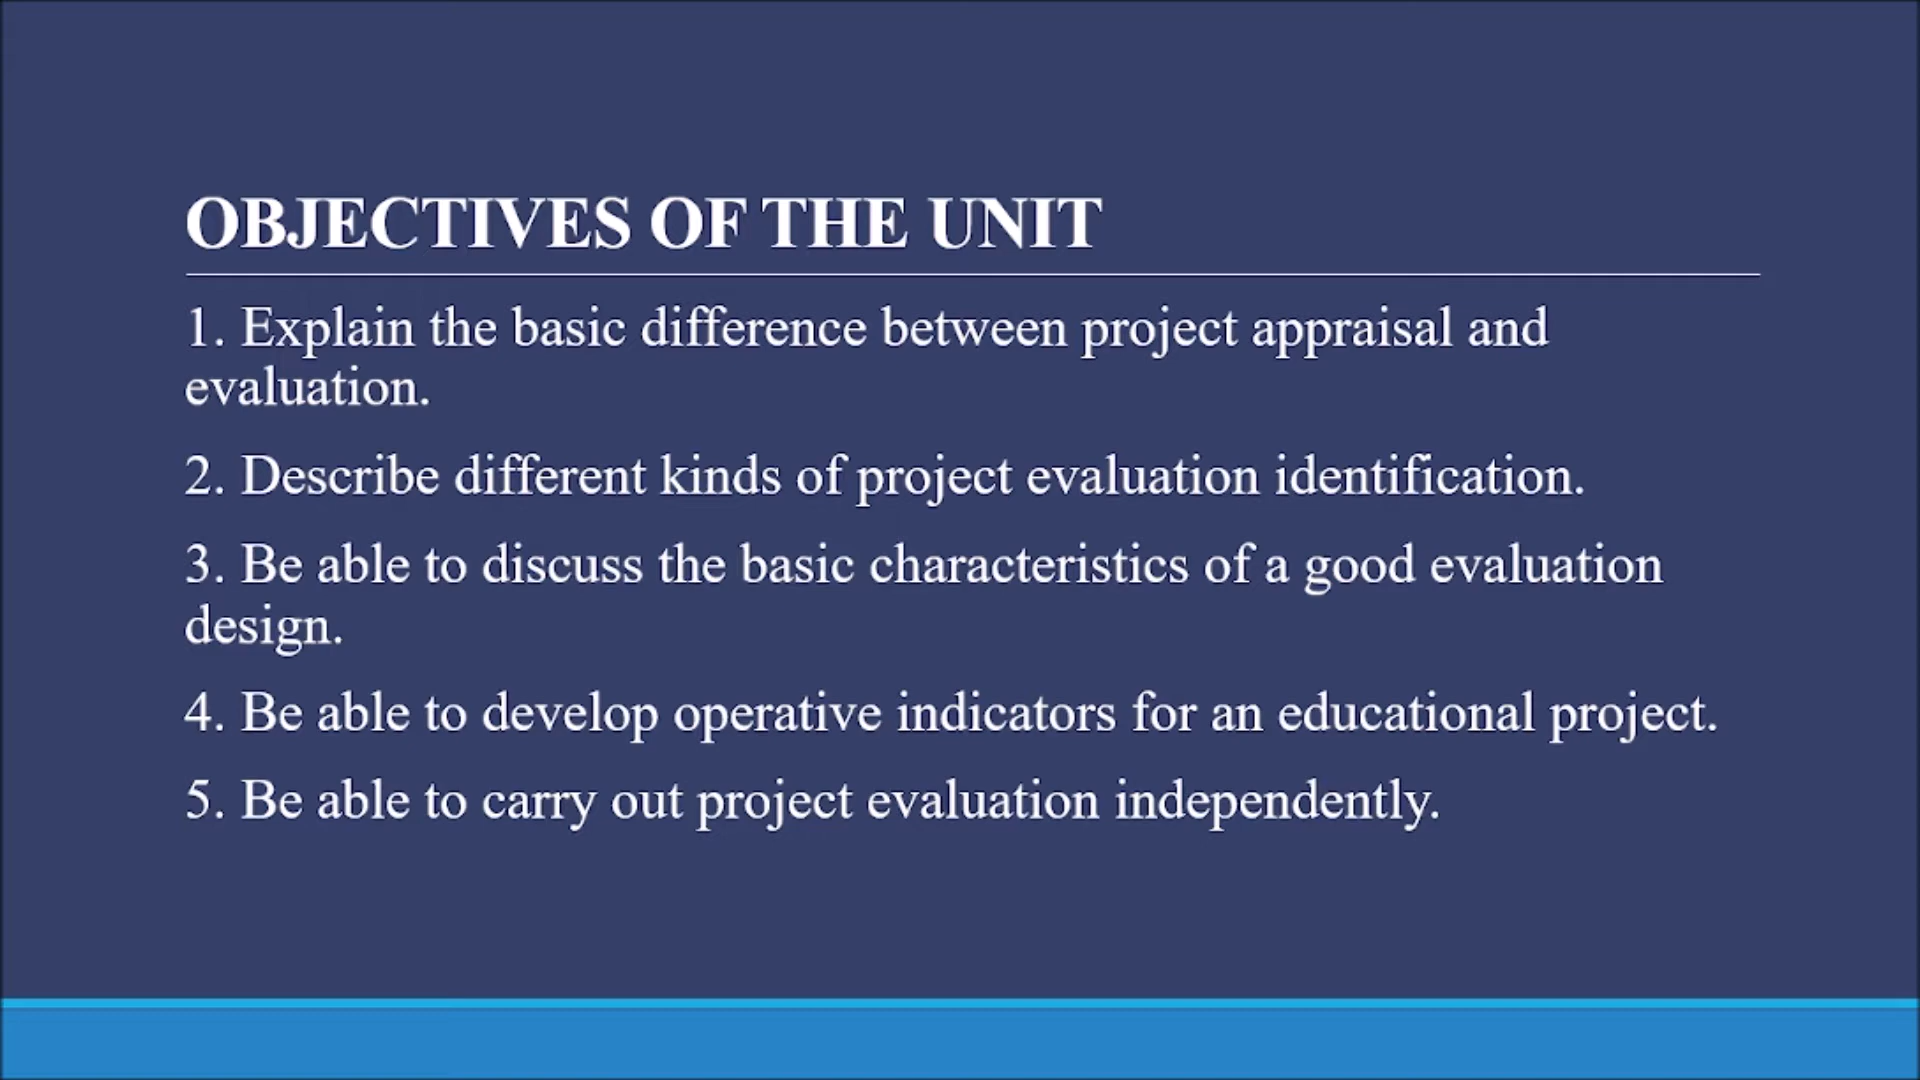 OBJECTIVES OF THE UNIT
1. Explain the basic difference between project appraisal and
evaluation.
2. Describe different kinds of project evaluation identification.
3. Be able to discuss the basic characteristics of a good evaluation
design.
4. Be able to develop operative indicators for an educational project.
5. Be able to carry out project evaluation independently.